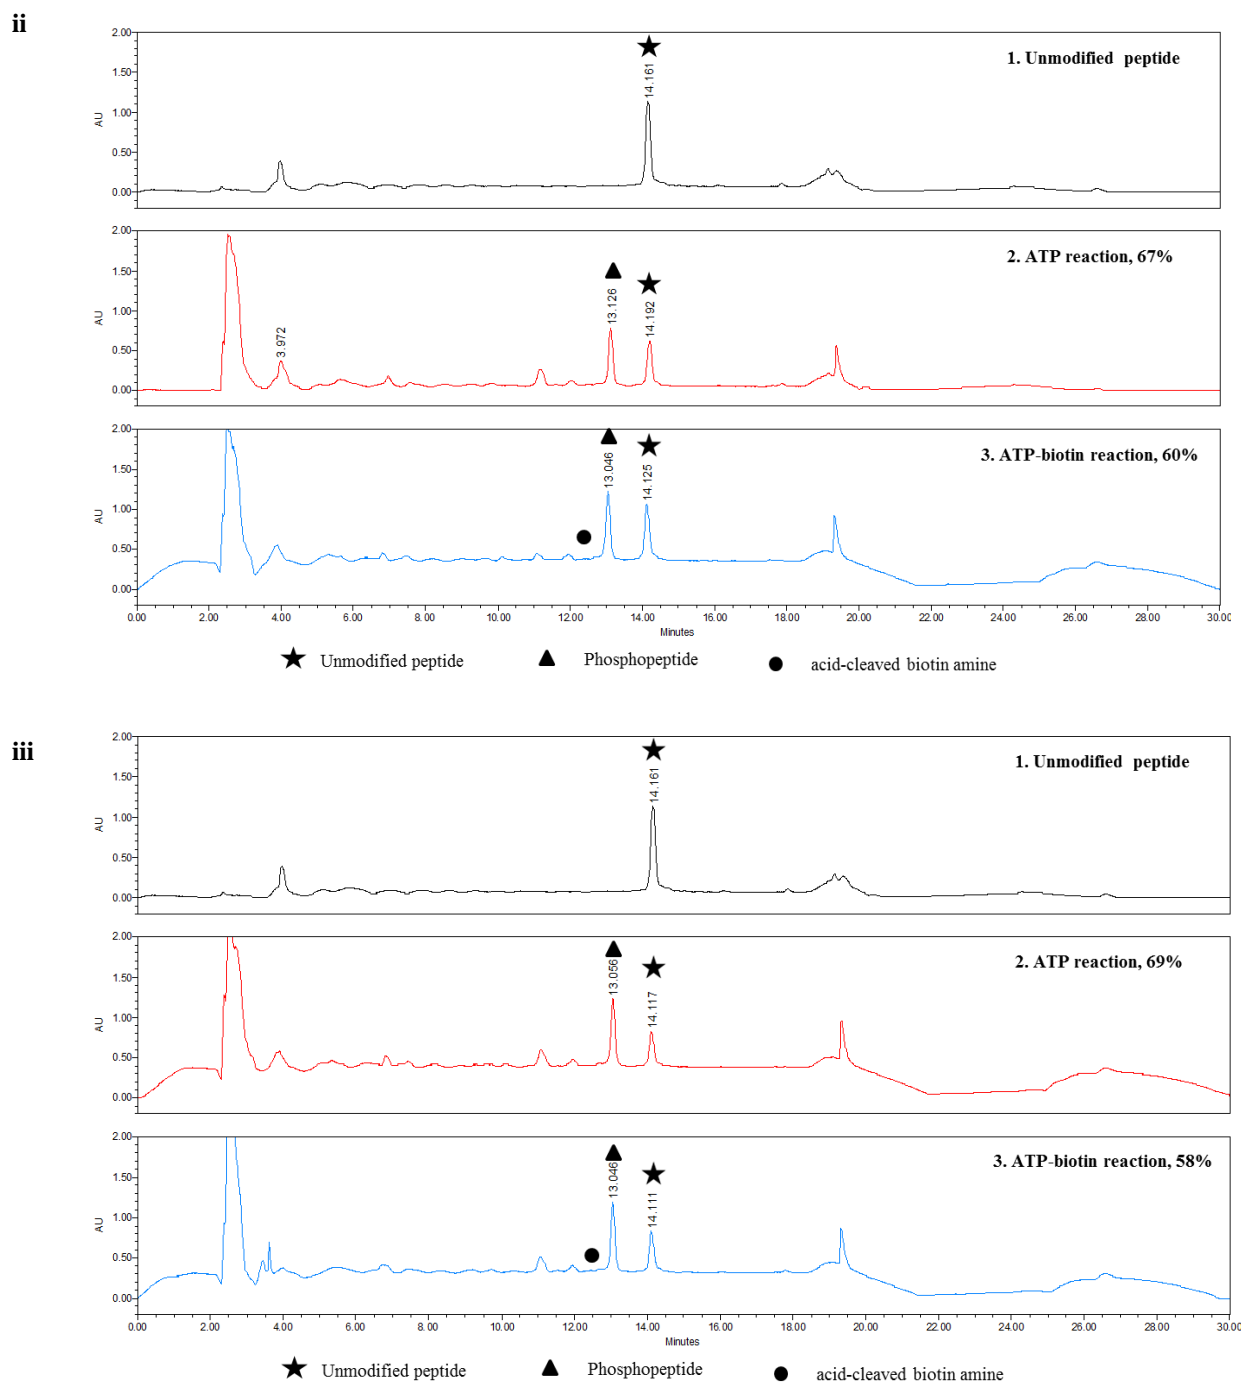 ii
2.00
1.50
1.00
0.50
0.00
AU
14.161
1. Unmodified peptide
2.00
1.50
1.00
0.50
0.00
AU
3.972
13.126
14.192
2. ATP reaction, 67%
2.00
1.50
1.00
0.50
0.00
AU
13.046
14.125
3. ATP-biotin reaction, 60%
0.00 2.00 4.00 6.00 8.00 10.00 12.00 14.00 16.00 18.00 20.00 22.00 24.00 26.00 28.00 30.00
Minutes
Unmodified peptide Phosphopeptide acid-cleaved biotin amine
iii
2.00
1.50
1.00
0.50
0.00
AU
14.161
1. Unmodified peptide
2.00
1.50
1.00
0.50
0.00
AU
13.056
14.117
2. ATP reaction, 69%
2.00
1.50
1.00
0.50
0.00
AU
13.046
14.111
3. ATP-biotin reaction, 58%
0.00 2.00 4.00 6.00 8.00 10.00 12.00 14.00 16.00 18.00 20.00 22.00 24.00 26.00 28.00 30.00
Minutes
Unmodified peptide Phosphopeptide acid-cleaved biotin amine